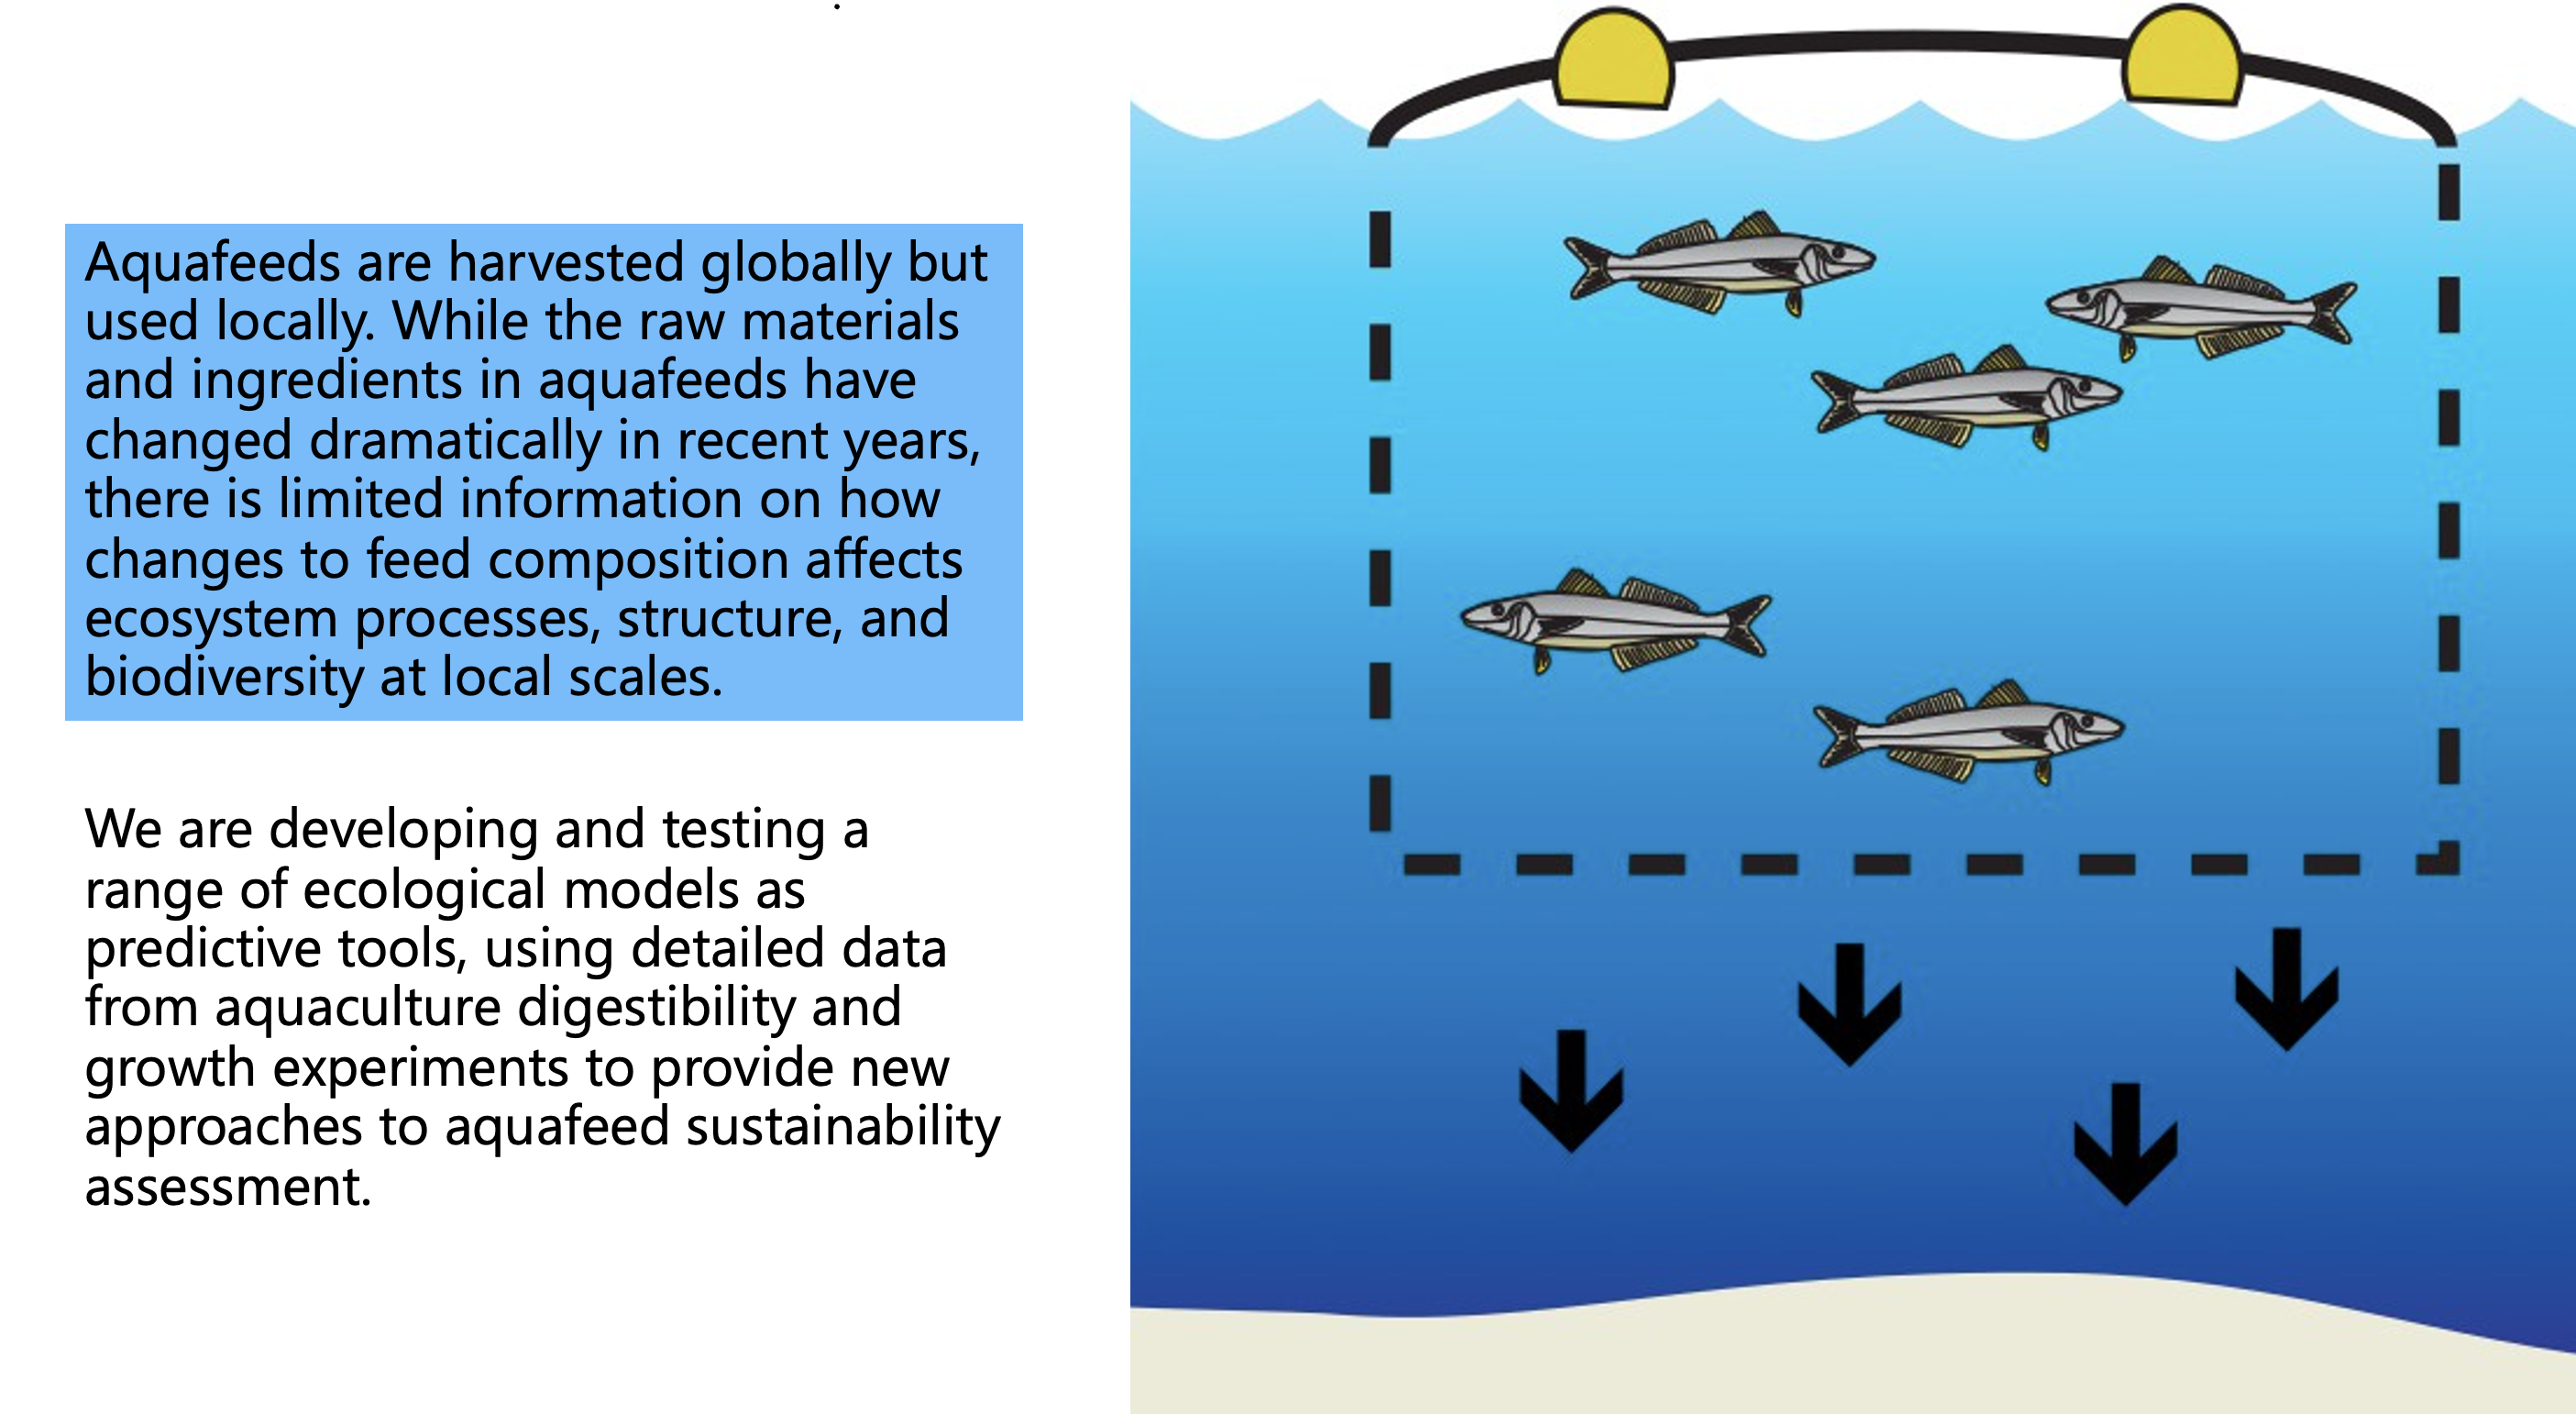 Aquafeeds are harvested globally but
used locally. While the raw materials
and ingredients in aquafeeds have
changed dramatically in recent years,
there is limited information on how
changes to feed composition affects
ecosystem processes, structure, and
biodiversity at local scales.
We are developing and testing a
range of ecological models as
predictive tools, using detailed data
from aquaculture digestibility and
growth experiments to provide new
approaches to aquafeed sustainability
assessment.